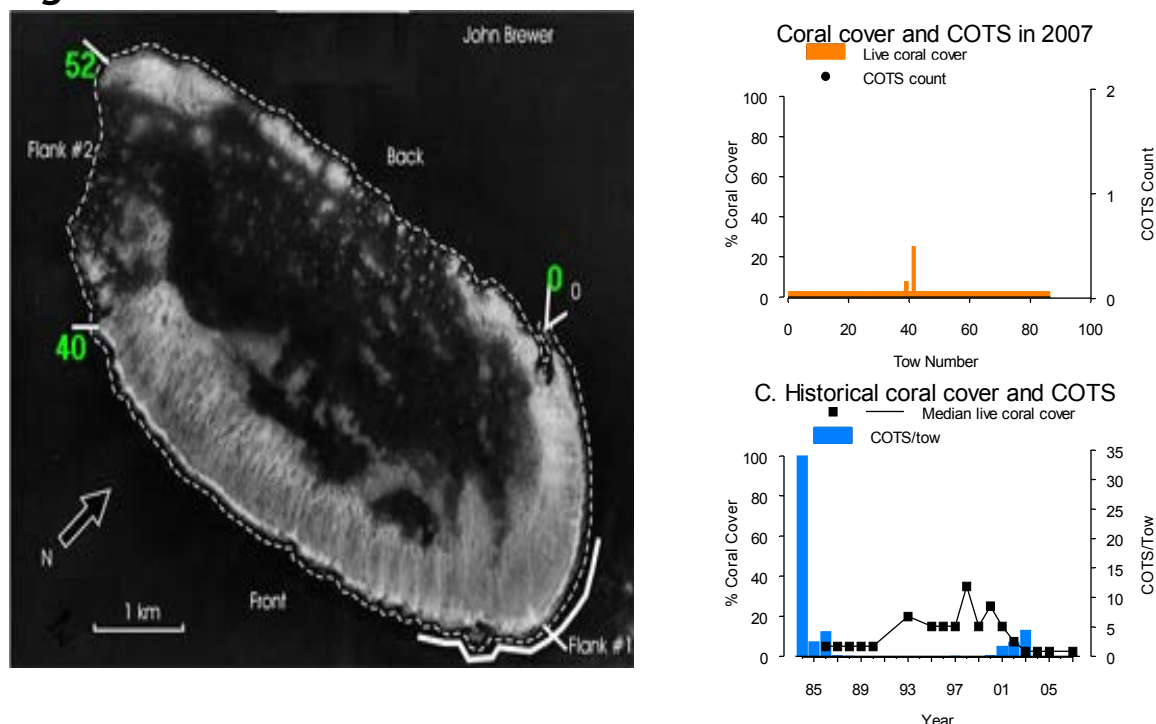 John Brewer
52
Flank #2
Back
0
0
40
N
1 km
Front
Flank #1
Coral cover and COTS in 2007
Live coral cover
COTS count
100
80
60
40
20
0
% Coral Cover
2
1
0
COTS Count
0 20 40 60 80 100
Tow Number
C. Historical coral cover and COTS
Median live coral cover
COTS/tow
100
80
60
40
20
0
% Coral Cover
35
30
25
20
15
10
5
0
COTS/Tow
85 89 93 97 01 05
Year